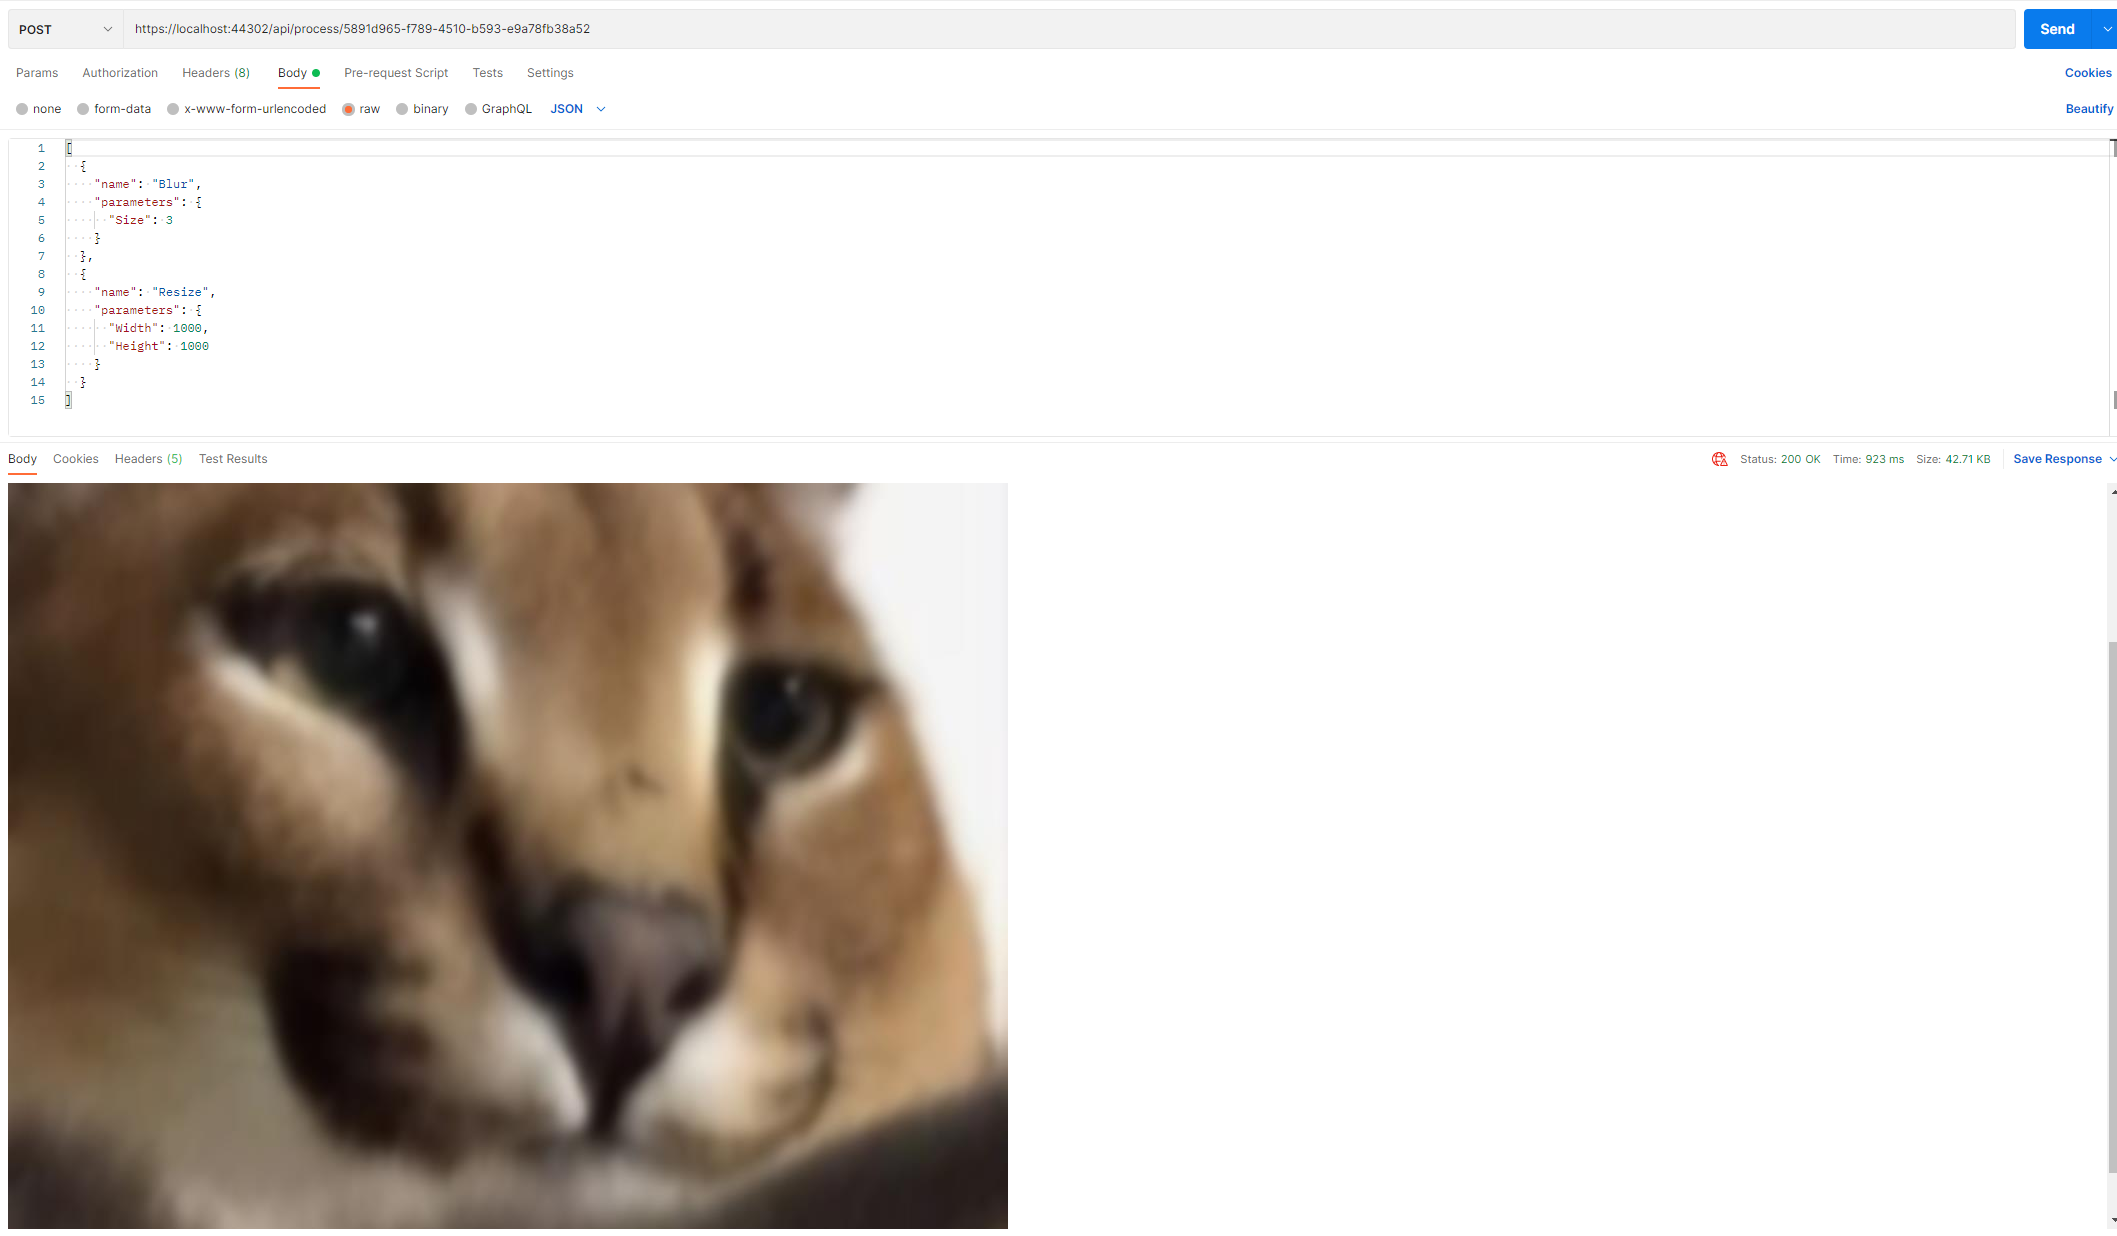 POST https://localhost:44302/api/process/5891d965-f789-4510-b593-e9a78fb38a52 Send
Params Authorization Headers (8) Body Pre-request Script Tests Settings Cookies
none form-data x-www-form-urlencoded raw binary GraphQL JSON Beautify
1 [
2 {
3 "name": "Blur",
4 "parameters": {
5 "Size": 3
6 }
7 },
8 {
9 "name": "Resize",
10 "parameters": {
11 "Width": 1000,
12 "Height": 1000
13 }
14 }
15 ]
Body Cookies Headers (5) Test Results Status: 200 OK Time: 923 ms Size: 42.71 KB Save Response